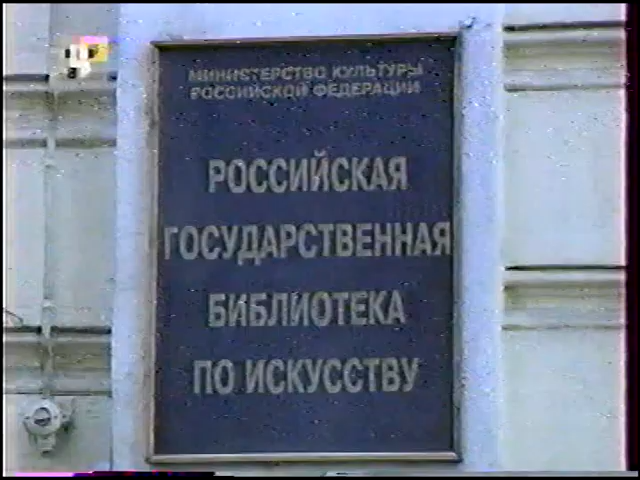 МИНИСТЕРСТВО КУЛЬТУРЫ
РОССИЙСКОЙ ФЕДЕРАЦИИ
РОССИЙСКАЯ
ГОСУДАРСТВЕННАЯ
БИБЛИОТЕКА
ПО ИСКУССТВУ